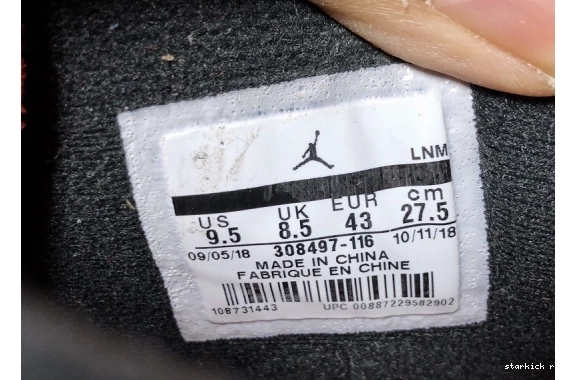 LNM
US UK EUR cm
9.5 8.5 43 27.5
09/05/18 308497-116 10/11/18
MADE IN CHINA
FABRIQUE EN CHINE
108731443 UPC 00887229582902
starkick r